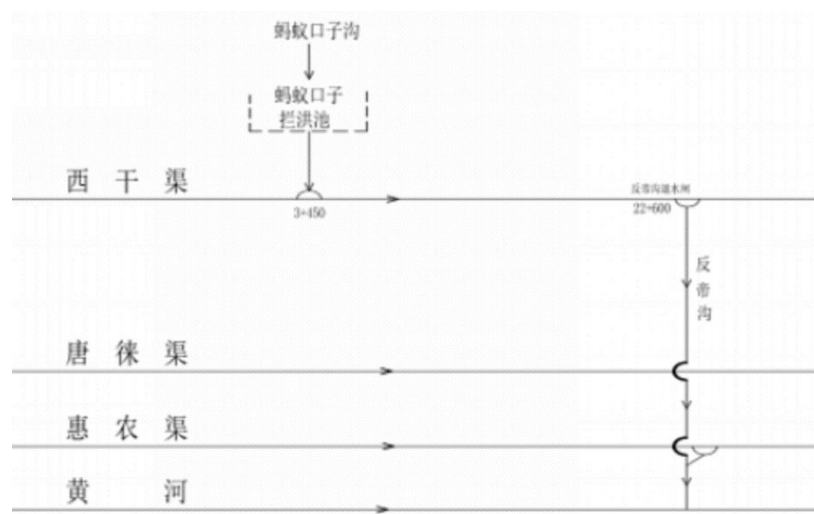 蚂蚁口子沟
蚂蚁口子
拦洪池
西干渠
3+450
反帝沟退水闸
22+600
反帝沟
唐徕渠
惠农渠
黄河